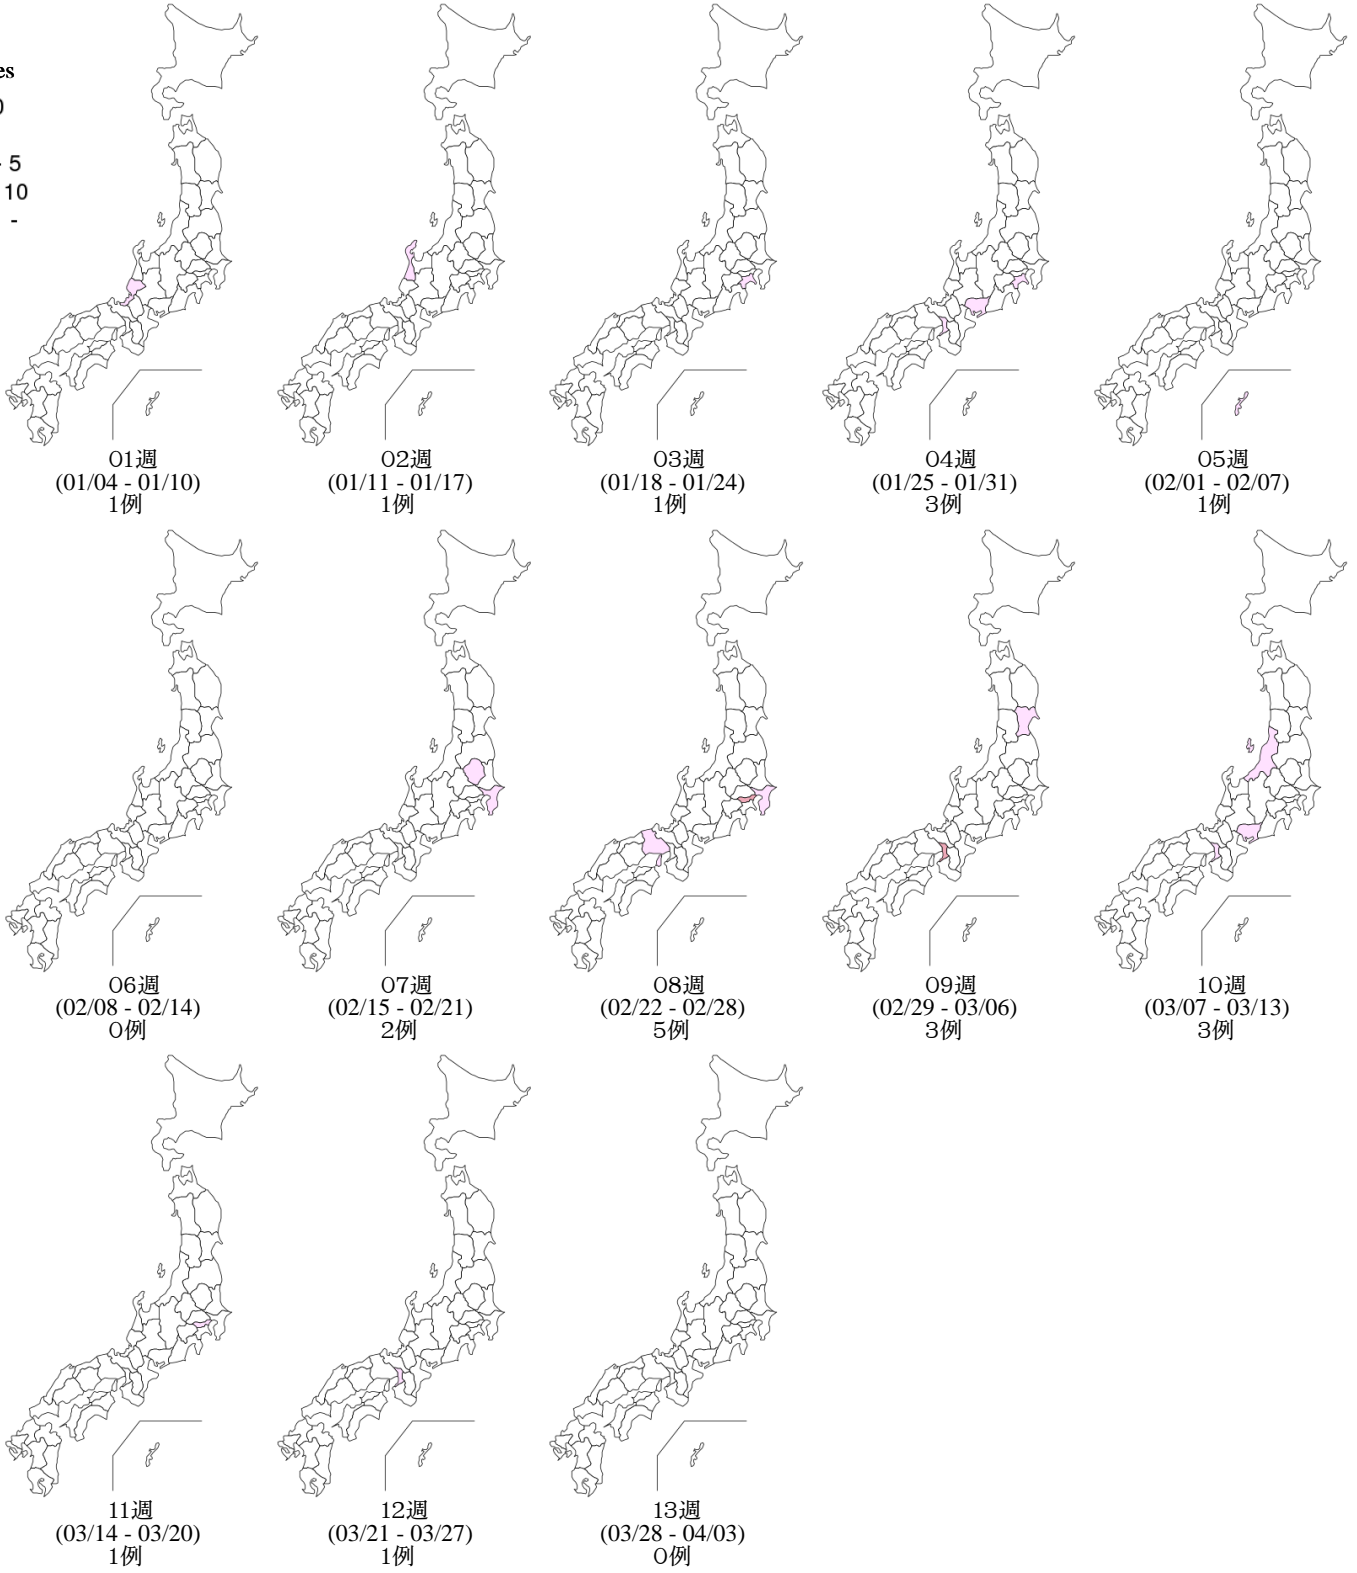 es
0
- 5
10
-
01週
(01/04 - 01/10)
1例
02週
(01/11 - 01/17)
1例
03週
(01/18 - 01/24)
1例
04週
(01/25 - 01/31)
3例
05週
(02/01 - 02/07)
1例
06週
(02/08 - 02/14)
0例
07週
(02/15 - 02/21)
2例
08週
(02/22 - 02/28)
5例
09週
(02/29 - 03/06)
3例
10週
(03/07 - 03/13)
3例
11週
(03/14 - 03/20)
1例
12週
(03/21 - 03/27)
1例
13週
(03/28 - 04/03)
0例